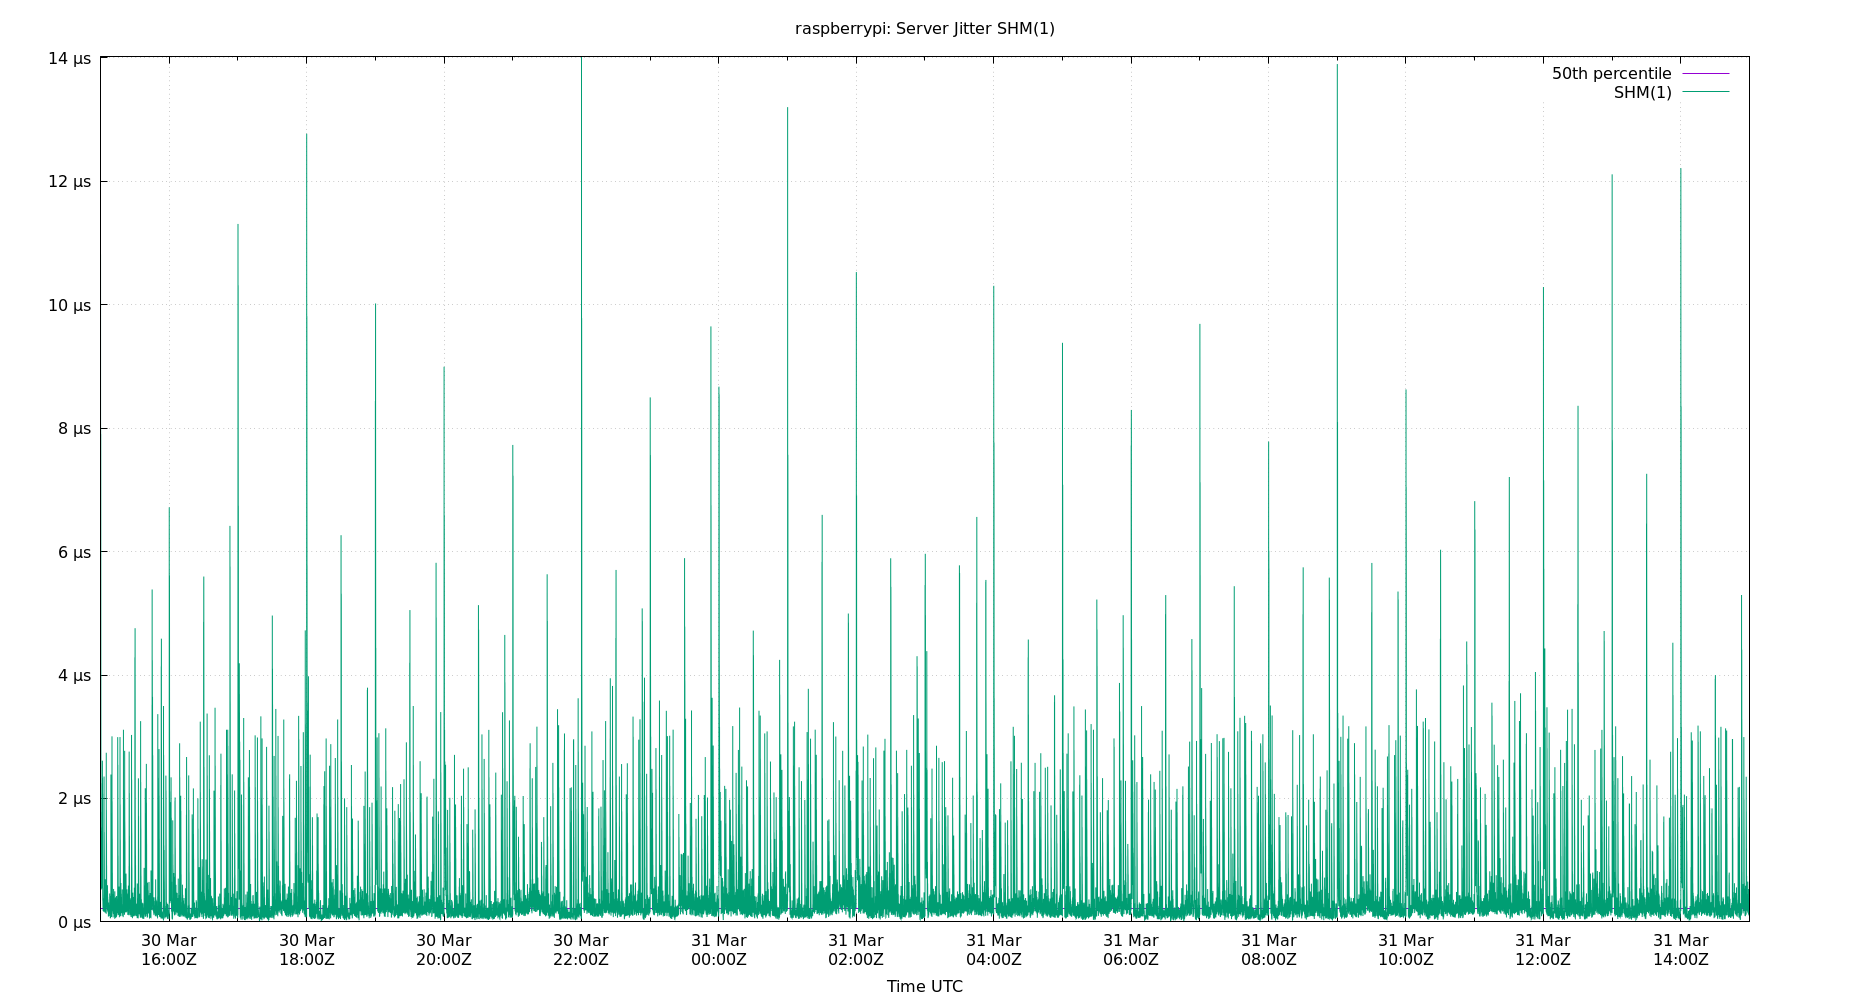 raspberrypi: Server Jitter SHM(1)
14 µs
12 µs
10 µs
8 µs
6 µs
4 µs
2 µs
0 µs
50th percentile
SHM(1)
30 Mar 16:00Z
30 Mar 18:00Z
30 Mar 20:00Z
30 Mar 22:00Z
31 Mar 00:00Z
31 Mar 02:00Z
31 Mar 04:00Z
31 Mar 06:00Z
31 Mar 08:00Z
31 Mar 10:00Z
31 Mar 12:00Z
31 Mar 14:00Z
Time UTC